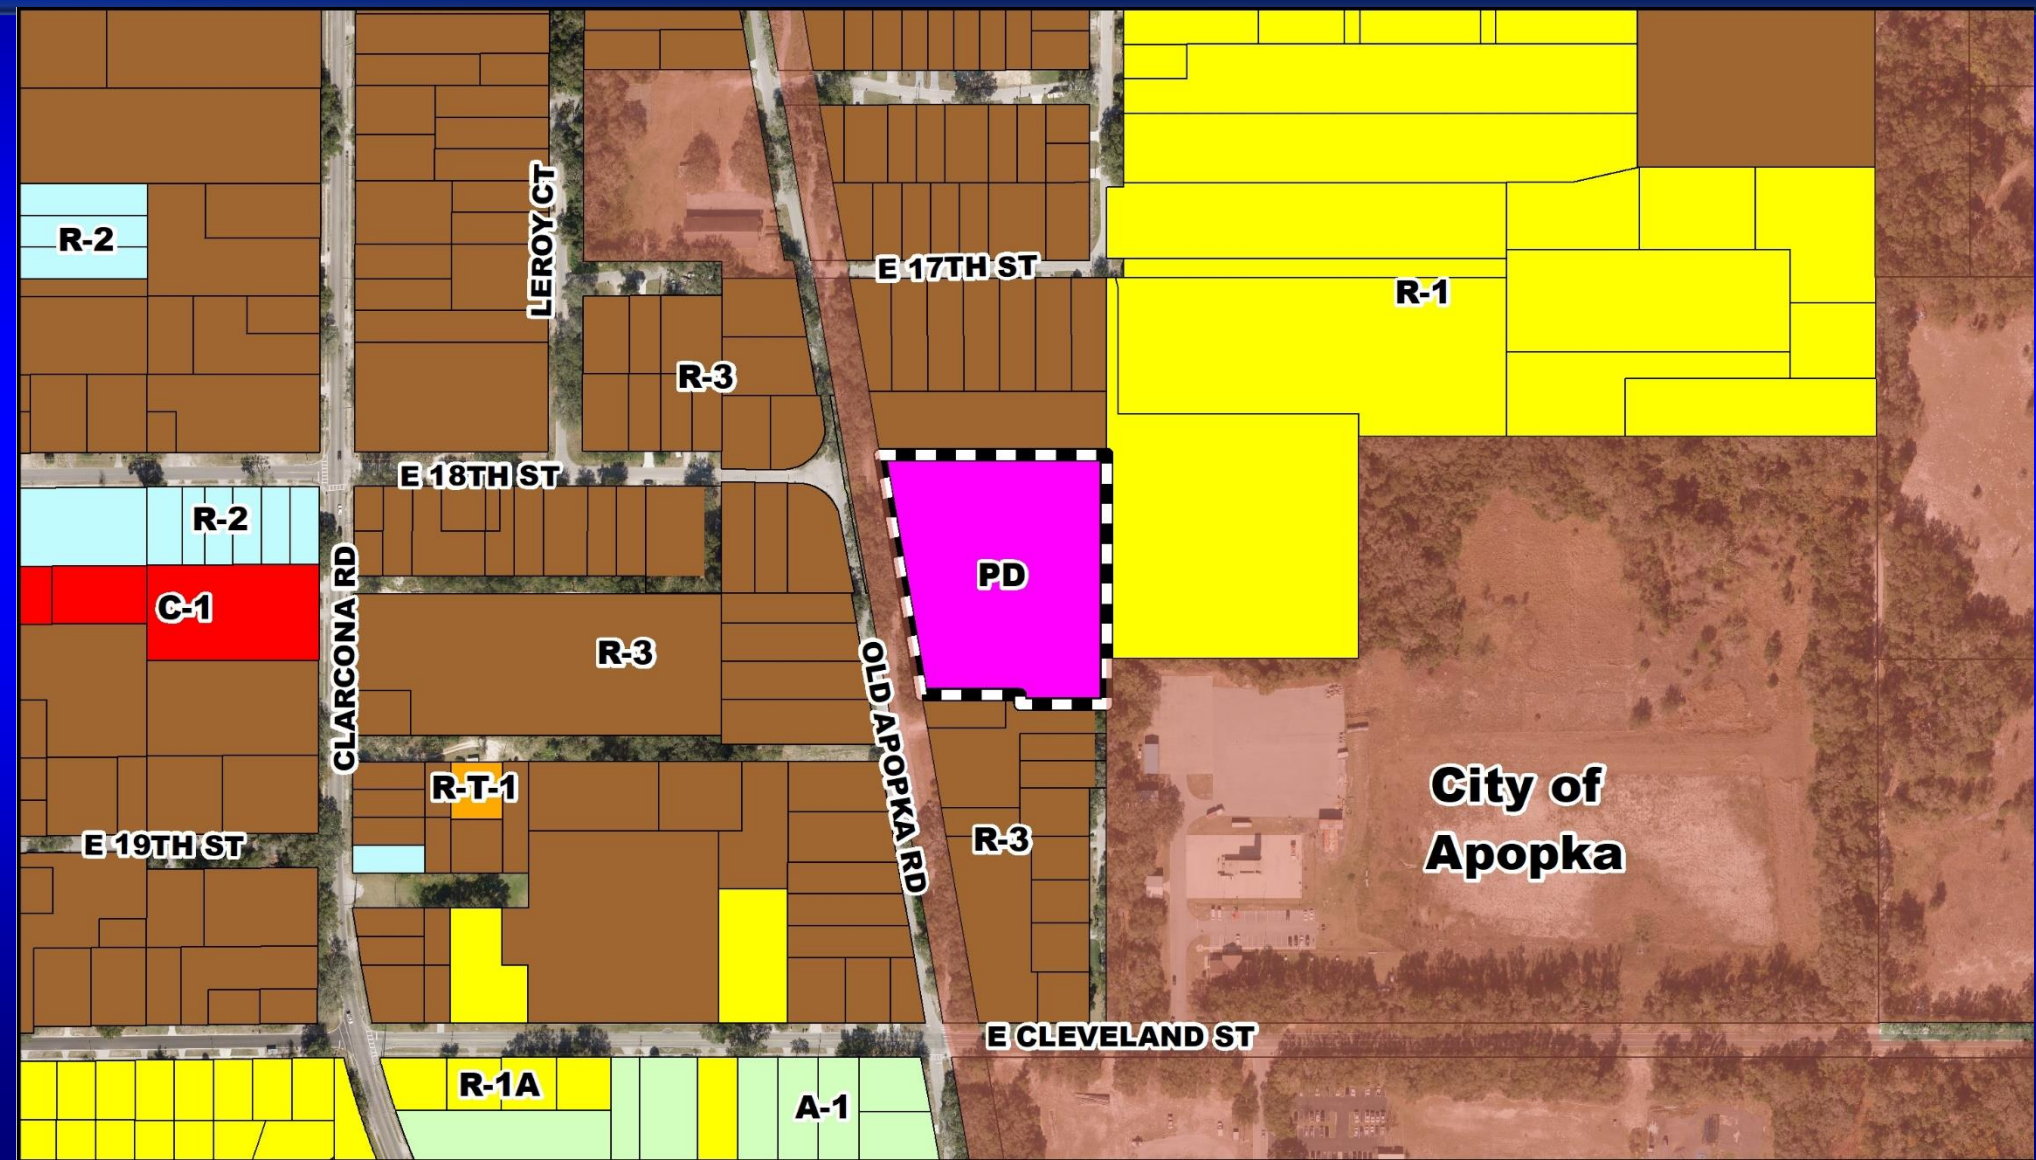 R-2
LEROY CT
E 17TH ST
R-1
R-3
E 18TH ST
R-2
PD
C-1
CLARCONA RD
R-3
OLD APOPKA RD
R-T-1
City of
Apopka
E 19TH ST
R-3
E CLEVELAND ST
R-1A
A-1